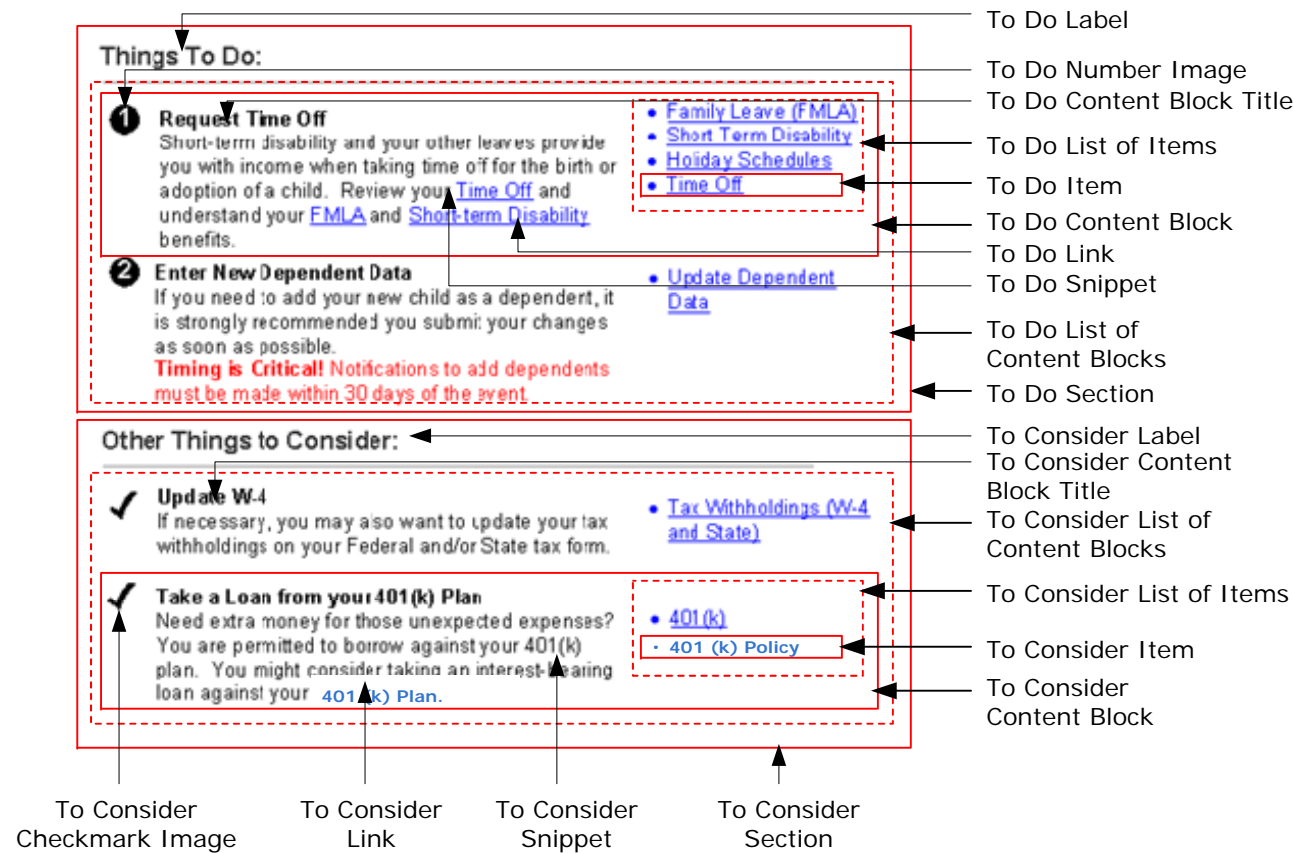 To Do Label
Things To Do:
To Do Number Image
To Do Content Block Title
1 Request Time Off
Short-term disability and your other leaves provide
you with income when taking time off for the birth or
adoption of a child. Review your Time Off and
understand your FMLA and Short-term Disability
benefits.
• Family Leave (FMLA)
• Short Term Disability
• Holiday Schedules
• Time Off
To Do List of Items
To Do Item
To Do Content Block
To Do Link
To Do Snippet
2 Enter New Dependent Data
If you need to add your new child as a dependent, it
is strongly recommended you submit your changes
as soon as possible.
Timing is Critical! Notifications to add dependents
must be made within 30 days of the event.
• Update Dependent
Data
To Do List of
Content Blocks
To Do Section
Other Things to Consider:
To Consider Label
To Consider Content
Block Title
Update W-4
If necessary, you may also want to update your tax
withholdings on your Federal and/or State tax form.
• Tax Withholdings (W-4
and State)
To Consider List of
Content Blocks
Take a Loan from your 401(k) Plan
Need extra money for those unexpected expenses?
You are permitted to borrow against your 401(k)
plan. You might consider taking an interest-bearing
loan against your 401 (k) Plan.
• 401(k)
• 401 (k) Policy
To Consider List of Items
To Consider Item
To Consider
Content Block
To Consider
Checkmark Image
To Consider
Link
To Consider
Snippet
To Consider
Section